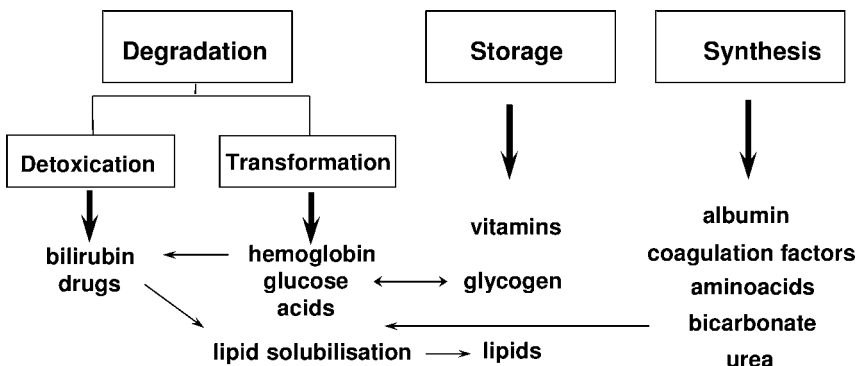 Degradation
Storage
Synthesis
Detoxication
Transformation
bilirubin
drugs
hemoglobin
glucose
acids
vitamins
glycogen
albumin
coagulation factors
aminoacids
bicarbonate
urea
lipid solubilisation
lipids